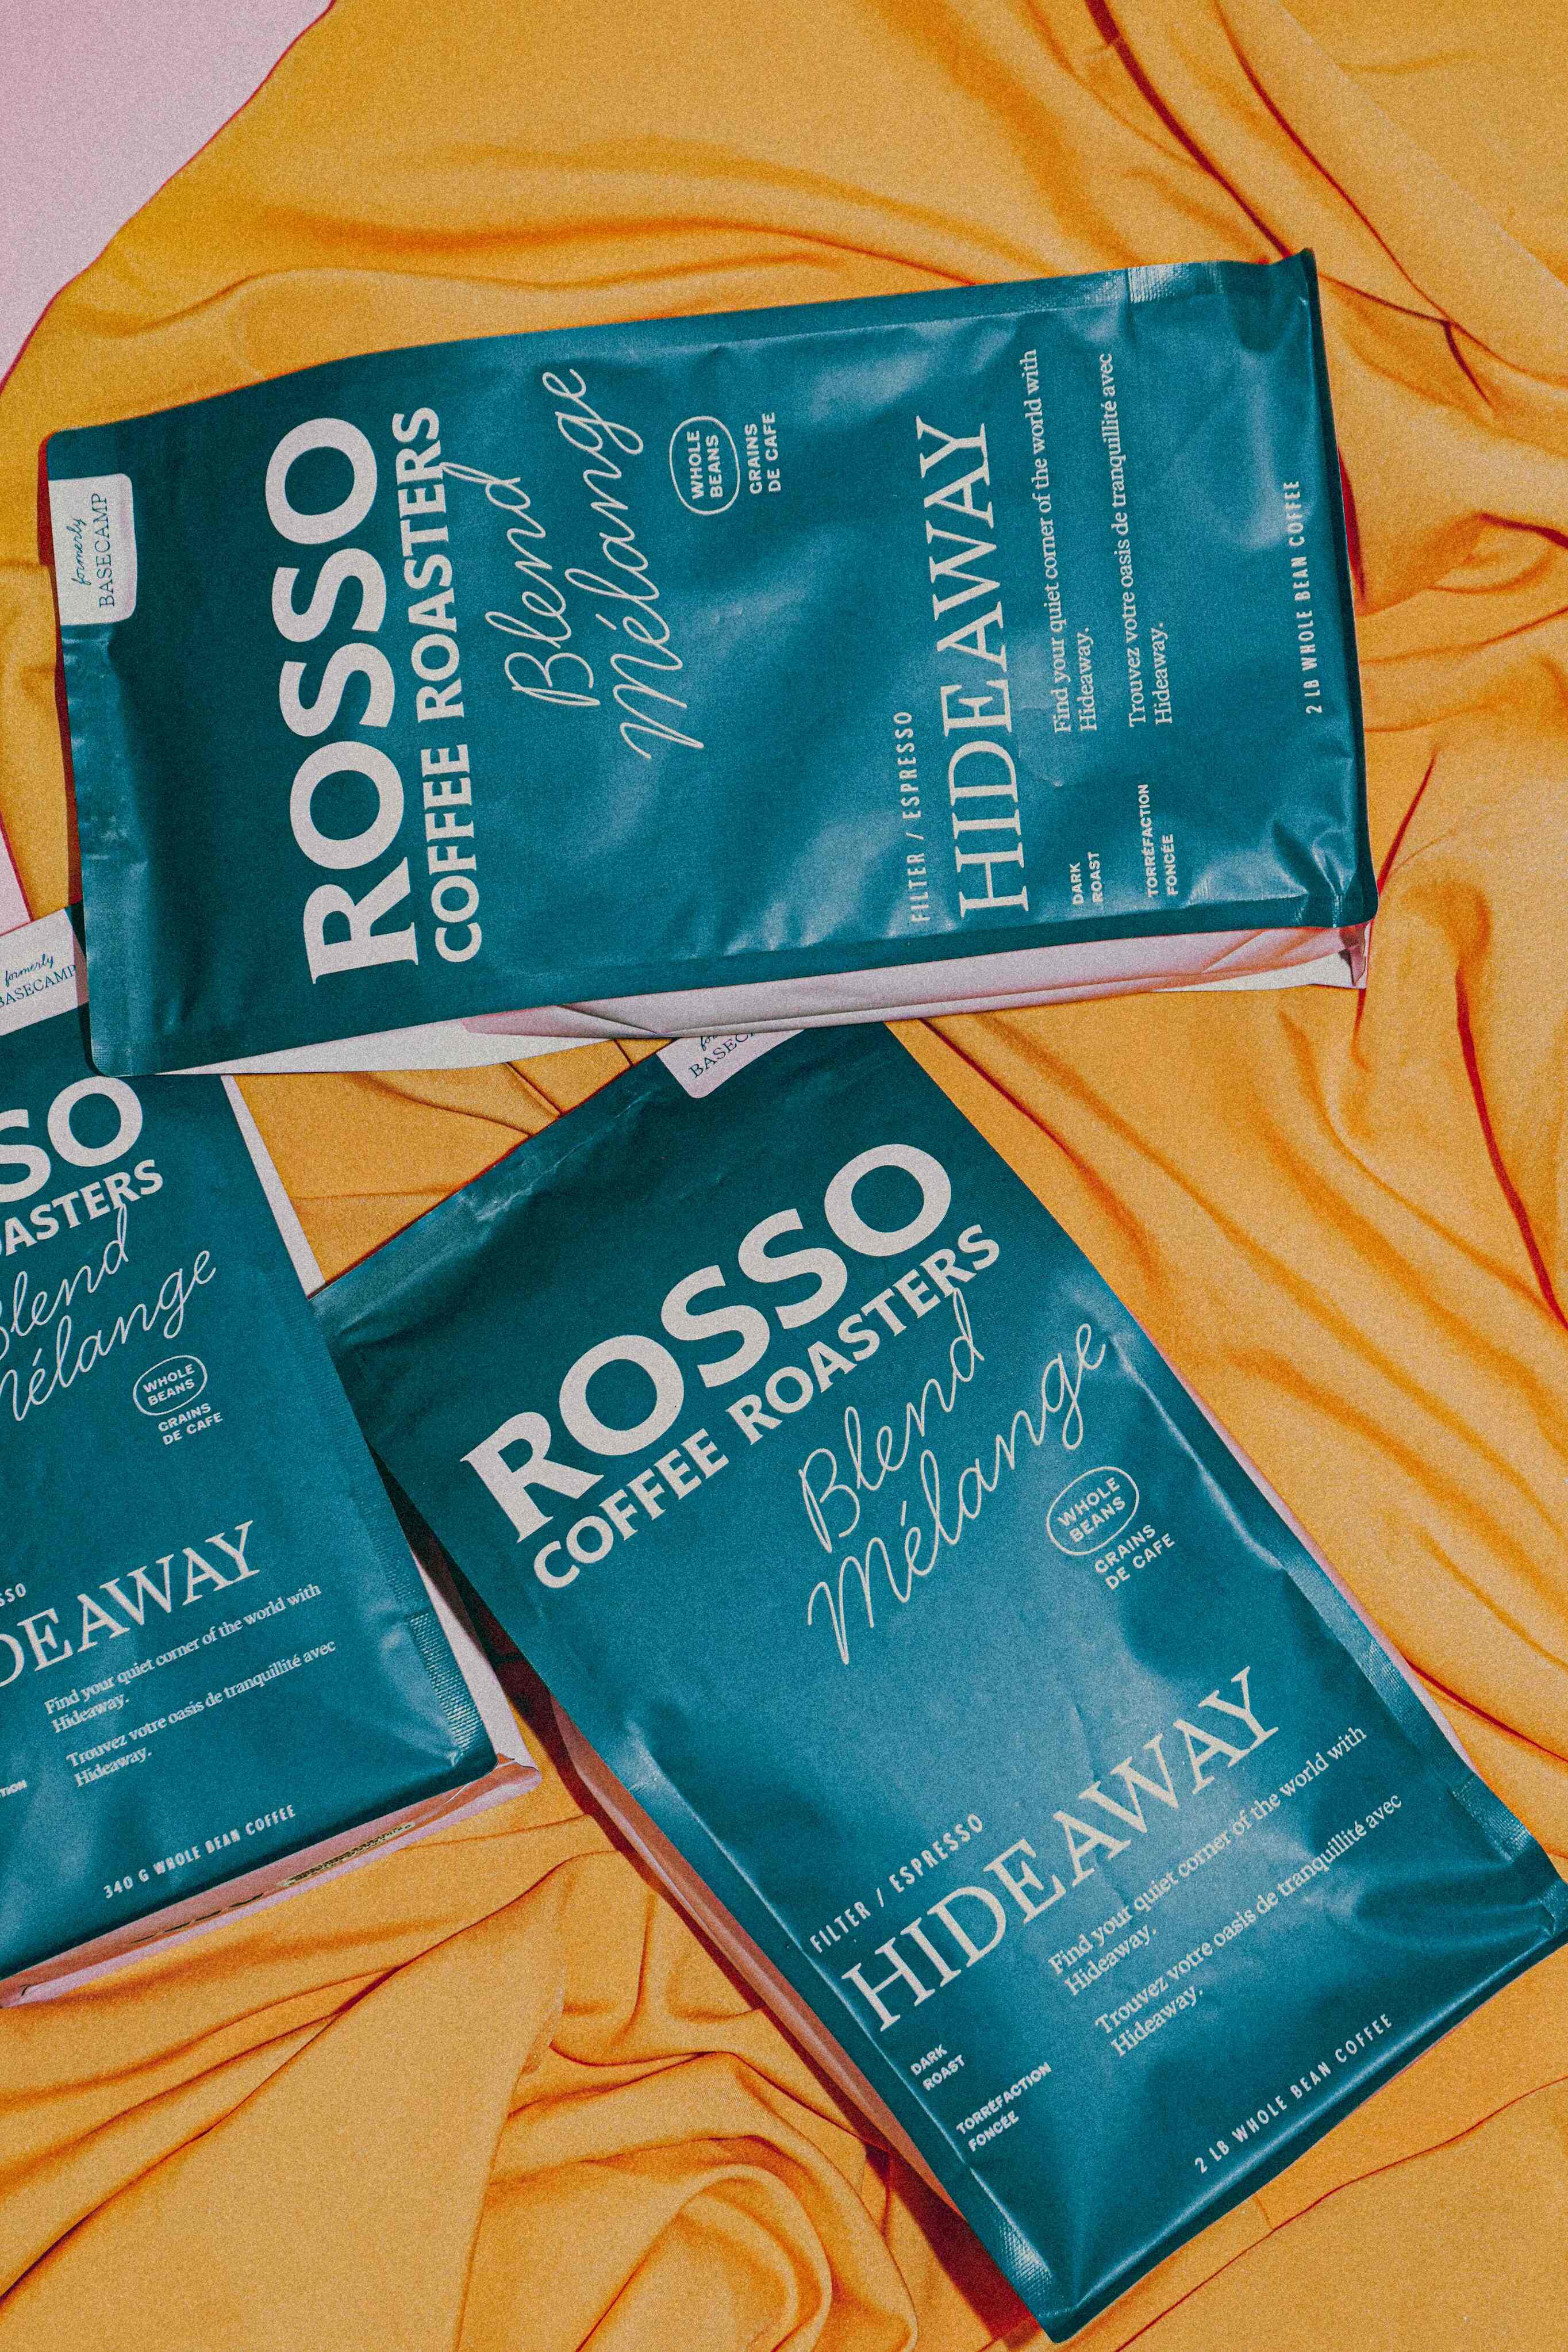 formerly
BASECAMP
ROSSO
COFFEE ROASTERS
Blend
Mélange
WHOLE
BEANS
GRAINS
DE CAFE
FILTER / ESPRESSO
HIDEAWAY
Find your quiet corner of the world with
Hideaway.
Trouvez votre oasis de tranquillité avec
Hideaway.
DARK
ROAST
TORRÉFACTION
FONCÉE
2 LB WHOLE BEAN COFFEE
formerly
BASECAMP
SO
ASTERS
Blend
Mélange
WHOLE
BEANS
GRAINS
DE CAFE
SSO
DEAWAY
Find your quiet corner of the world with
Hideaway.
Trouvez votre oasis de tranquillité avec
Hideaway.
TION
340 G WHOLE BEAN COFFEE
BASEC
ROSSO
COFFEE ROASTERS
Blend
Mélange
WHOLE
BEANS
GRAINS
DE CAFE
FILTER / ESPRESSO
HIDEAWAY
Find your quiet corner of the world with
Hideaway.
Trouvez votre oasis de tranquillité avec
Hideaway.
DARK
ROAST
TORRÉFACTION
FONCÉE
2 LB WHOLE BEAN COFFEE